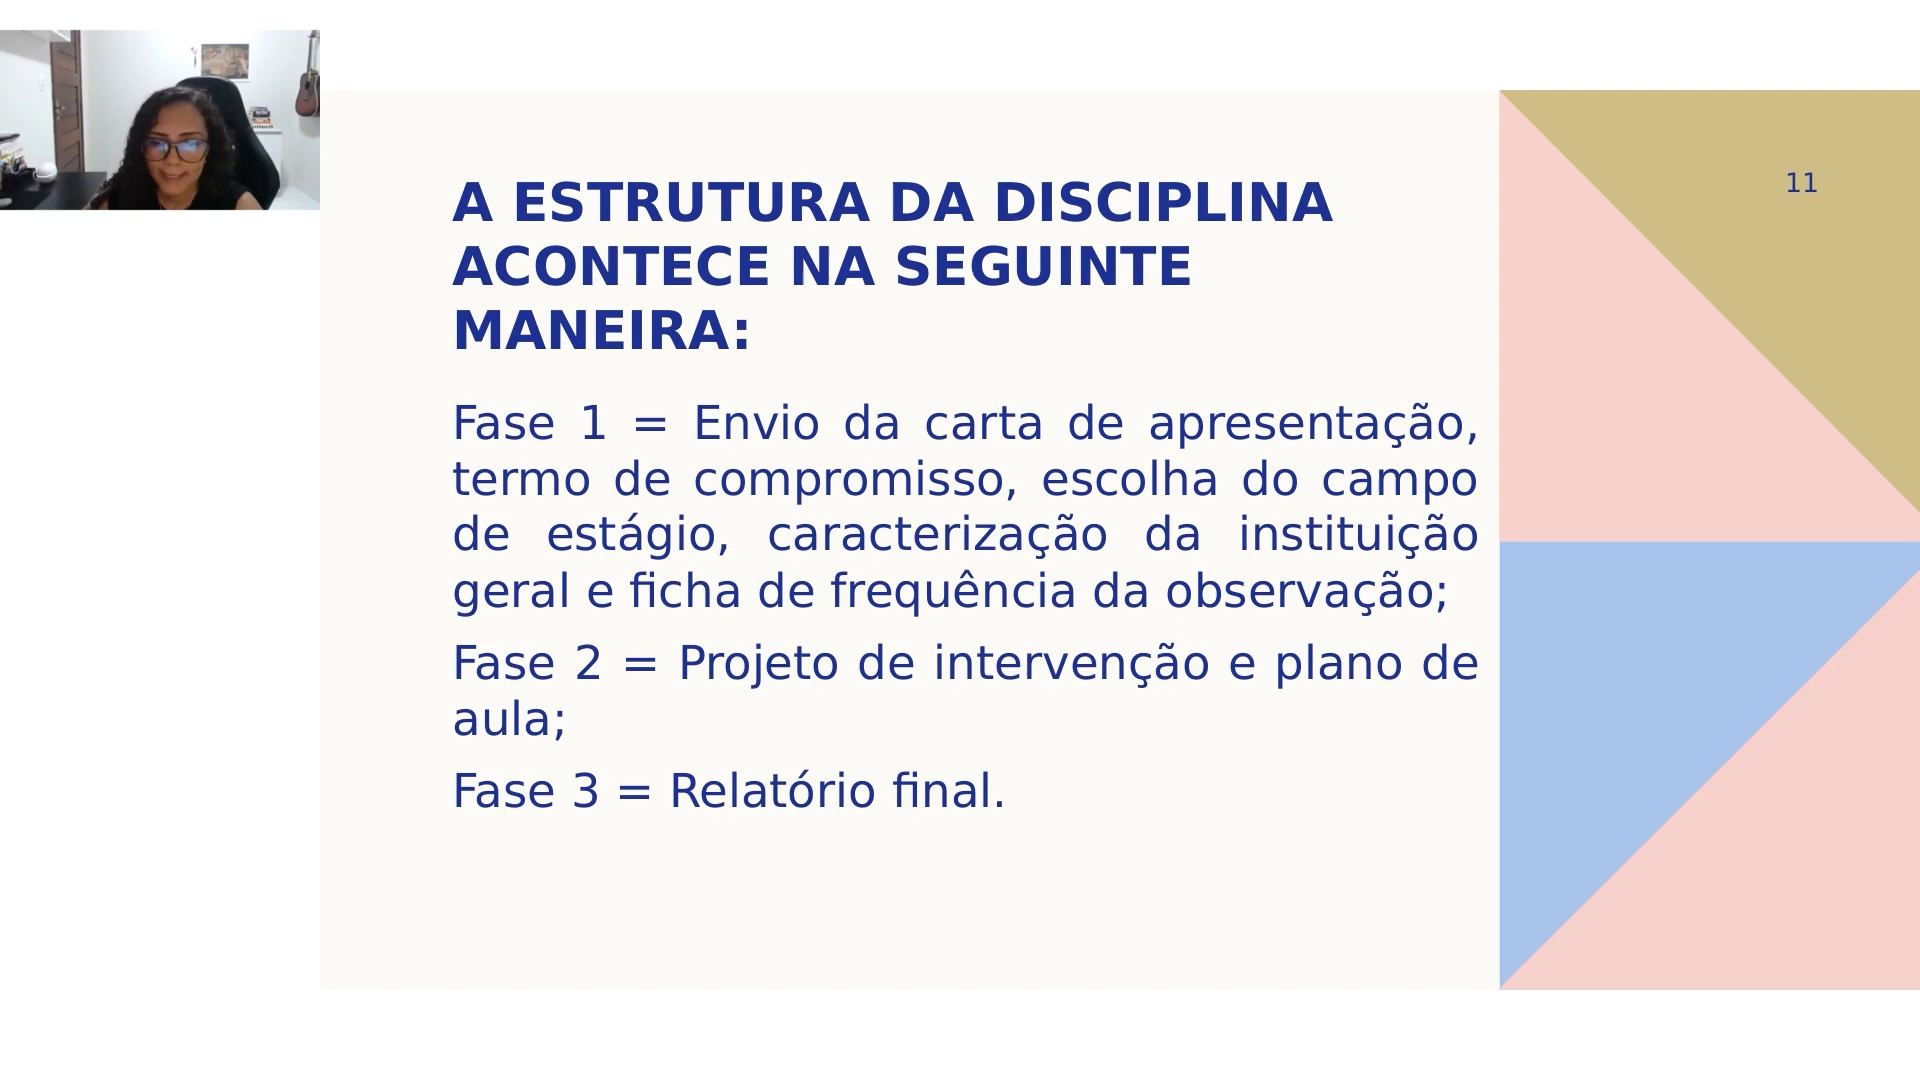 A ESTRUTURA DA DISCIPLINA
ACONTECE NA SEGUINTE
MANEIRA:
11
Fase 1 = Envio da carta de apresentação,
termo de compromisso, escolha do campo
de estágio, caracterização da instituição
geral e ficha de frequência da observação;
Fase 2 = Projeto de intervenção e plano de
aula;
Fase 3 = Relatório final.